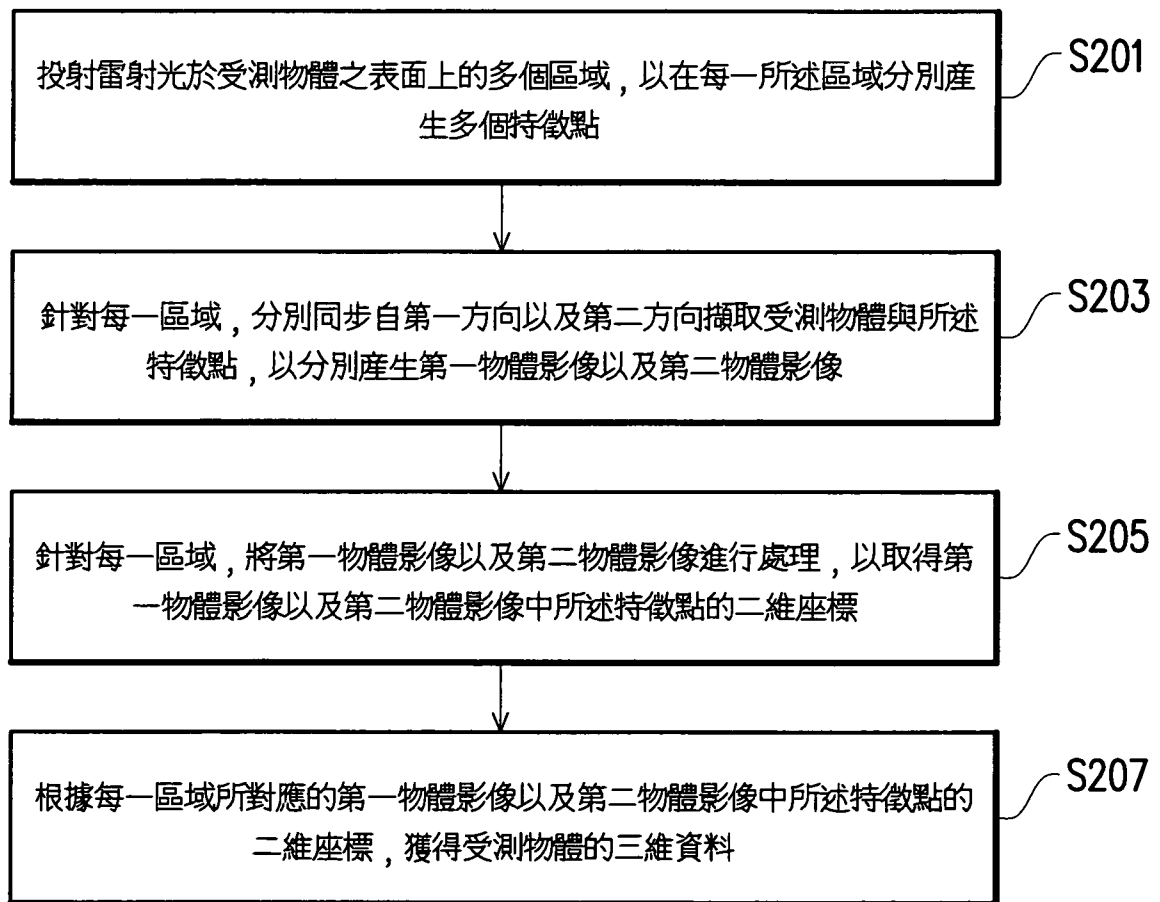 投射雷射光於受測物體之表面上的多個區域，以在每一所述區域分別產
生多個特徵點
S201
針對每一區域，分別同步自第一方向以及第二方向擷取受測物體與所述
特徵點，以分別產生第一物體影像以及第二物體影像
S203
針對每一區域，將第一物體影像以及第二物體影像進行處理，以取得第
一物體影像以及第二物體影像中所述特徵點的二維座標
S205
根據每一區域所對應的第一物體影像以及第二物體影像中所述特徵點的
二維座標，獲得受測物體的三維資料
S207